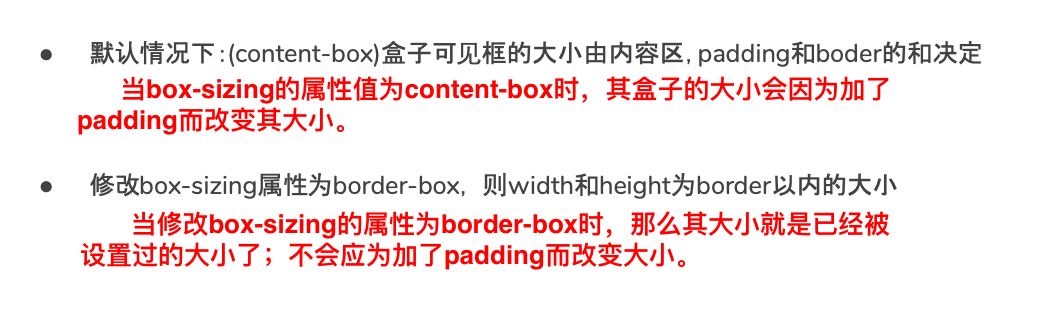 ● 默认情况下：(content-box)盒子可见框的大小由内容区, padding和boder的和决定
当box-sizing的属性值为content-box时，其盒子的大小会因为加了
padding而改变其大小。
● 修改box-sizing属性为border-box，则width和height为border以内的大小
当修改box-sizing的属性为border-box时，那么其大小就是已经被
设置过的大小了；不会应为加了padding而改变大小。